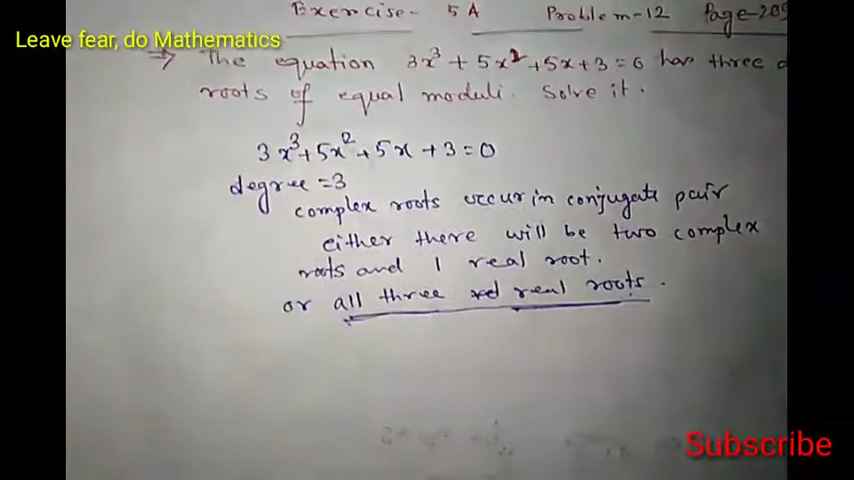 Exercise- 5A Problem-12 Page-205
Leave fear, do Mathematics
⇒ The equation 3x³ + 5x² + 5x + 3 = 0 has three
roots of equal moduli. Solve it.
3x³ + 5x² + 5x + 3 = 0
degree = 3
complex roots occur in conjugate pair
either there will be two complex
roots and 1 real root.
or all three real roots.
Subscribe